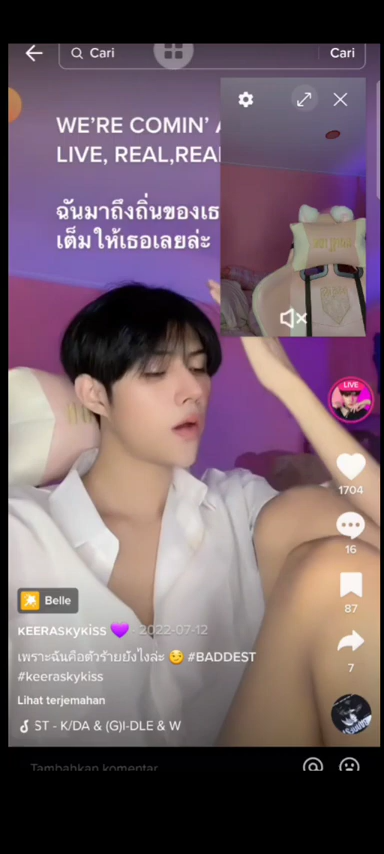 Cari
Cari
WE'RE COMIN'
LIVE, REAL,REAL
ฉันมาถึงถิ่นของเธ
เต็มให้เธอเลยล่ะ
LIVE
1704
16
87
7
Belle
KEERASKYKISS 💜 · 2022-07-12
เพราะฉันคือตัวร้ายยังไงล่ะ 😏 #BADDEST
#keeraskykiss
Lihat terjemahan
ST - K/DA & (G)I-DLE & W
Tambahkan komentar